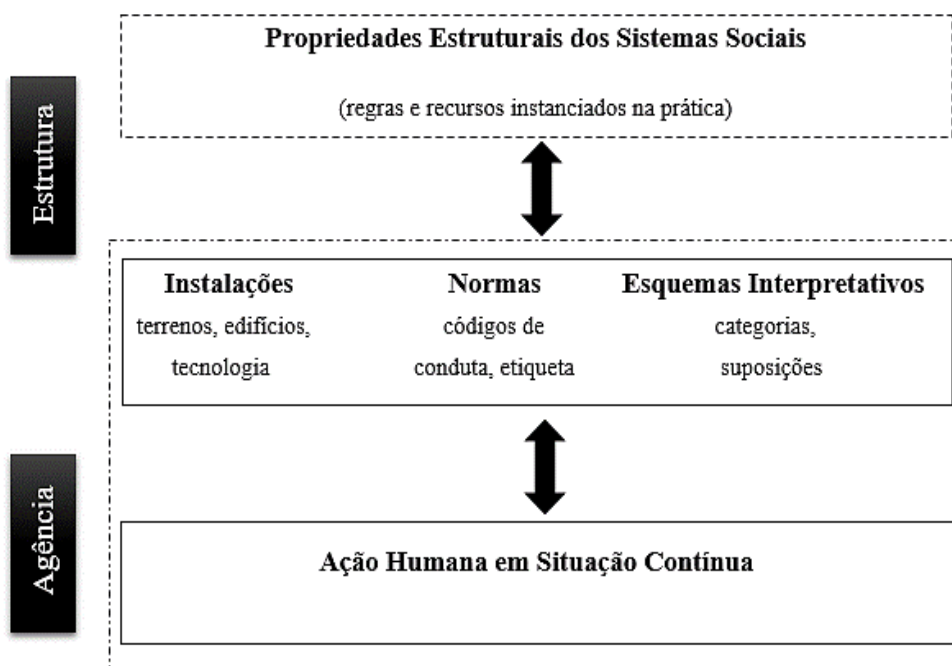 Estrutura
Propriedades Estruturais dos Sistemas Sociais
(regras e recursos instanciados na prática)
Instalações
terrenos, edifícios,
tecnologia
Normas
códigos de
conduta, etiqueta
Esquemas Interpretativos
categorias,
suposições
Agência
Ação Humana em Situação Contínua